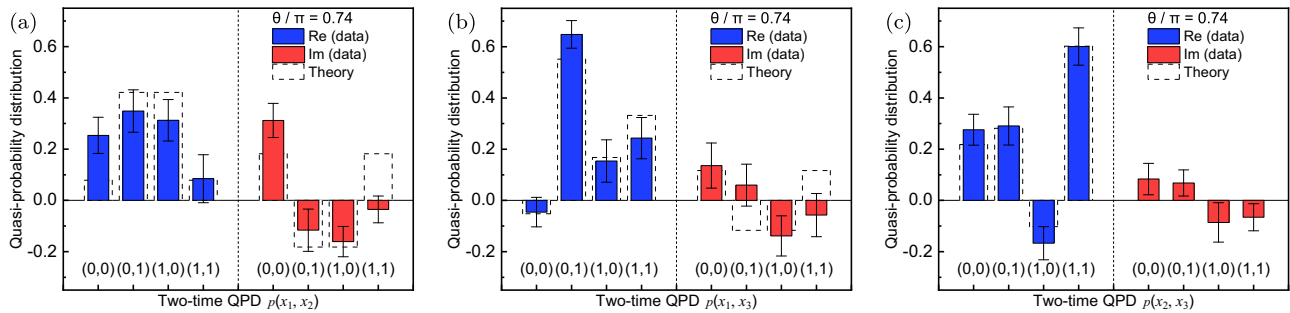 (a)
θ / π = 0.74
Re (data)
Im (data)
Theory
Quasi-probability distribution
0.6
0.4
0.2
0.0
-0.2
(0,0) (0,1) (1,0) (1,1)
(0,0) (0,1) (1,0) (1,1)
Two-time QPD p(x₁, x₂)
(b)
θ / π = 0.74
Re (data)
Im (data)
Theory
Quasi-probability distribution
0.6
0.4
0.2
0.0
-0.2
(0,0) (0,1) (1,0) (1,1)
(0,0) (0,1) (1,0) (1,1)
Two-time QPD p(x₁, x₃)
(c)
θ / π = 0.74
Re (data)
Im (data)
Theory
Quasi-probability distribution
0.6
0.4
0.2
0.0
-0.2
(0,0) (0,1) (1,0) (1,1)
(0,0) (0,1) (1,0) (1,1)
Two-time QPD p(x₂, x₃)